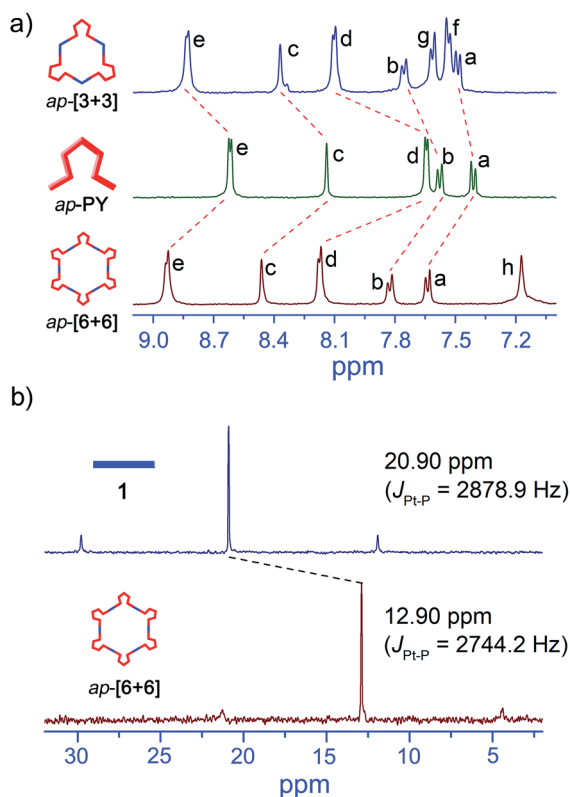 a)
e
c
d
b
g
f
a
ap-[3+3]
e
c
d
b
a
ap-PY
e
c
d
b
a
h
ap-[6+6]
9.0 8.7 8.4 8.1 7.8 7.5 7.2
ppm
b)
1
20.90 ppm
(JPt-P = 2878.9 Hz)
12.90 ppm
(JPt-P = 2744.2 Hz)
ap-[6+6]
30 25 20 15 10 5
ppm